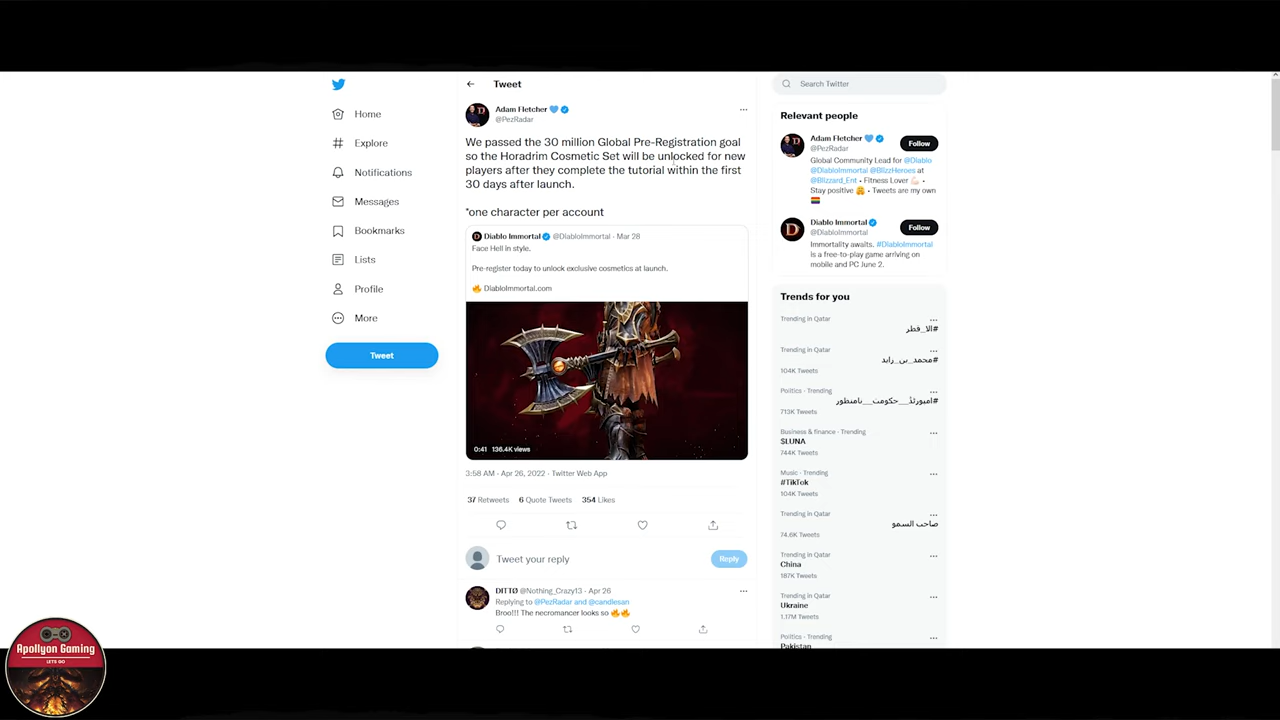 Tweet
Search Twitter
Home
Explore
Notifications
Messages
Bookmarks
Lists
Profile
More
Tweet
Adam Fletcher
@PezRadar
We passed the 30 million Global Pre-Registration goal
so the Horadrim Cosmetic Set will be unlocked for new
players after they complete the tutorial within the first
30 days after launch.
*one character per account
Diablo Immortal @DiabloImmortal · Mar 28
Face Hell in style.
Pre-register today to unlock exclusive cosmetics at launch.
🔥 DiabloImmortal.com
0:41 136.4K views
3:58 AM · Apr 26, 2022 · Twitter Web App
37 Retweets 6 Quote Tweets 354 Likes
Tweet your reply
Reply
DITTØ @Nothing_Crazy13 · Apr 26
Replying to @PezRadar and @candlesan
Broo!!! The necromancer looks so 🔥🔥
Relevant people
Adam Fletcher
@PezRadar
Follow
Global Community Lead for @Diablo
@DiabloImmortal @BlizzHeroes at
@Blizzard_Ent • Fitness Lover 💪🏻 •
Stay positive 🤗 • Tweets are my own
🏳️‍🌈
Diablo Immortal
@DiabloImmortal
Follow
Immortality awaits. #DiabloImmortal
is a free-to-play game arriving on
mobile and PC June 2.
Trends for you
Trending in Qatar
#الا_قطر
Trending in Qatar
#محمد_بن_زايد
104K Tweets
Politics · Trending
#امپورٹڈ__حکومت__نامنظور
713K Tweets
Business & finance · Trending
$LUNA
744K Tweets
Music · Trending
#TikTok
104K Tweets
Trending in Qatar
صاحب السمو
74.6K Tweets
Trending in Qatar
China
187K Tweets
Trending in Qatar
Ukraine
1.17M Tweets
Politics · Trending
Pakistan
Apollyon Gaming
LETS GO